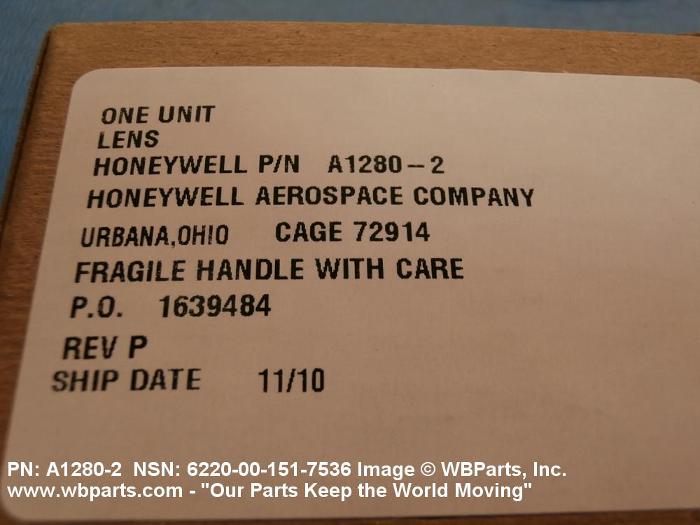 ONE UNIT
LENS
HONEYWELL P/N A1280-2
HONEYWELL AEROSPACE COMPANY
URBANA,OHIO CAGE 72914
FRAGILE HANDLE WITH CARE
P.O. 1639484
REV P
SHIP DATE 11/10
PN: A1280-2 NSN: 6220-00-151-7536 Image © WBParts, Inc.
www.wbparts.com - "Our Parts Keep the World Moving"